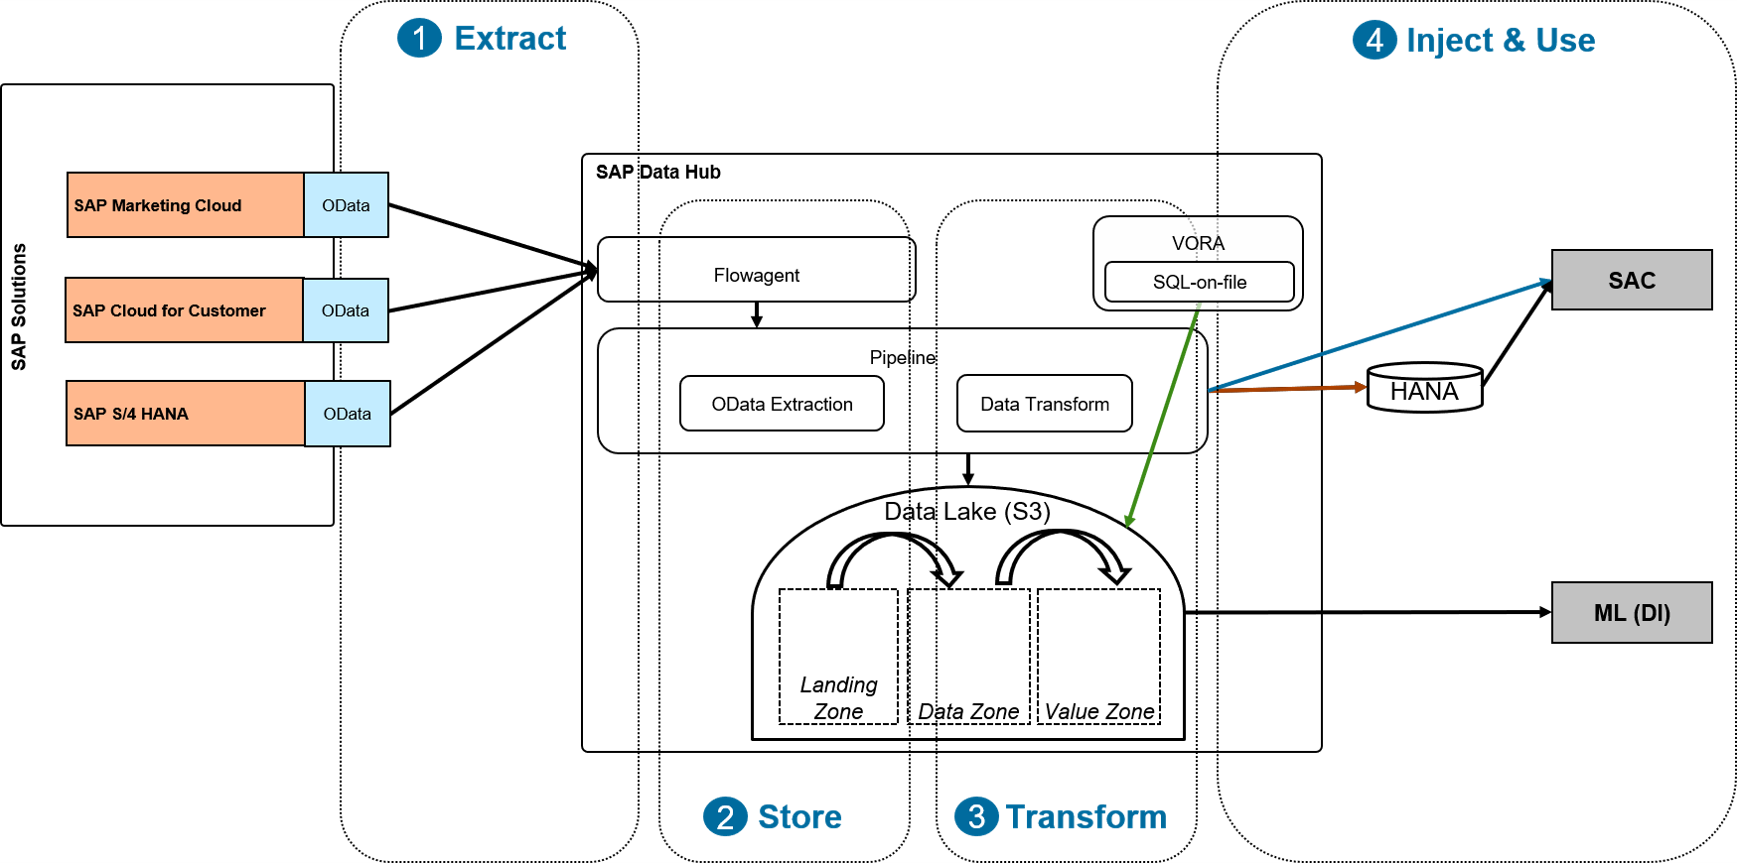 1 Extract
4 Inject & Use
SAP Solutions
SAP Marketing Cloud
OData
SAP Cloud for Customer
OData
SAP S/4 HANA
OData
SAP Data Hub
Flowagent
VORA
SQL-on-file
Pipeline
OData Extraction
Data Transform
Data Lake (S3)
Landing
Zone
Data Zone
Value Zone
SAC
HANA
ML (DI)
2 Store
3 Transform